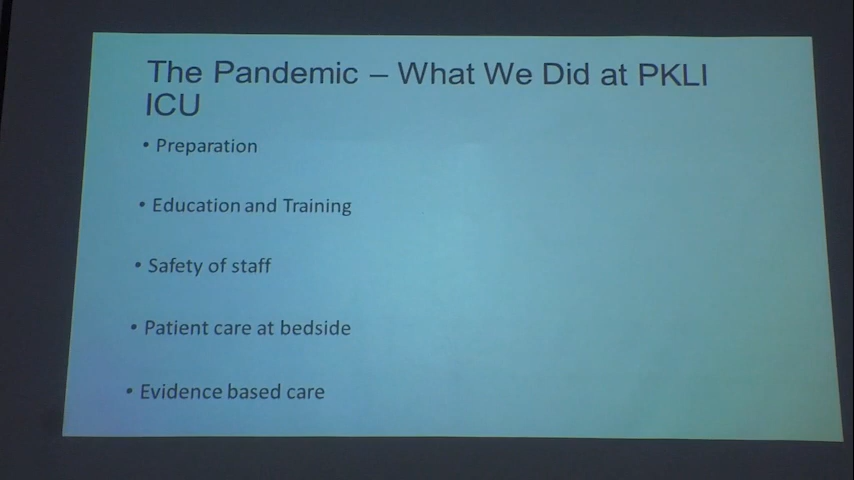 The Pandemic – What We Did at PKLI
ICU
• Preparation
• Education and Training
• Safety of staff
• Patient care at bedside
• Evidence based care